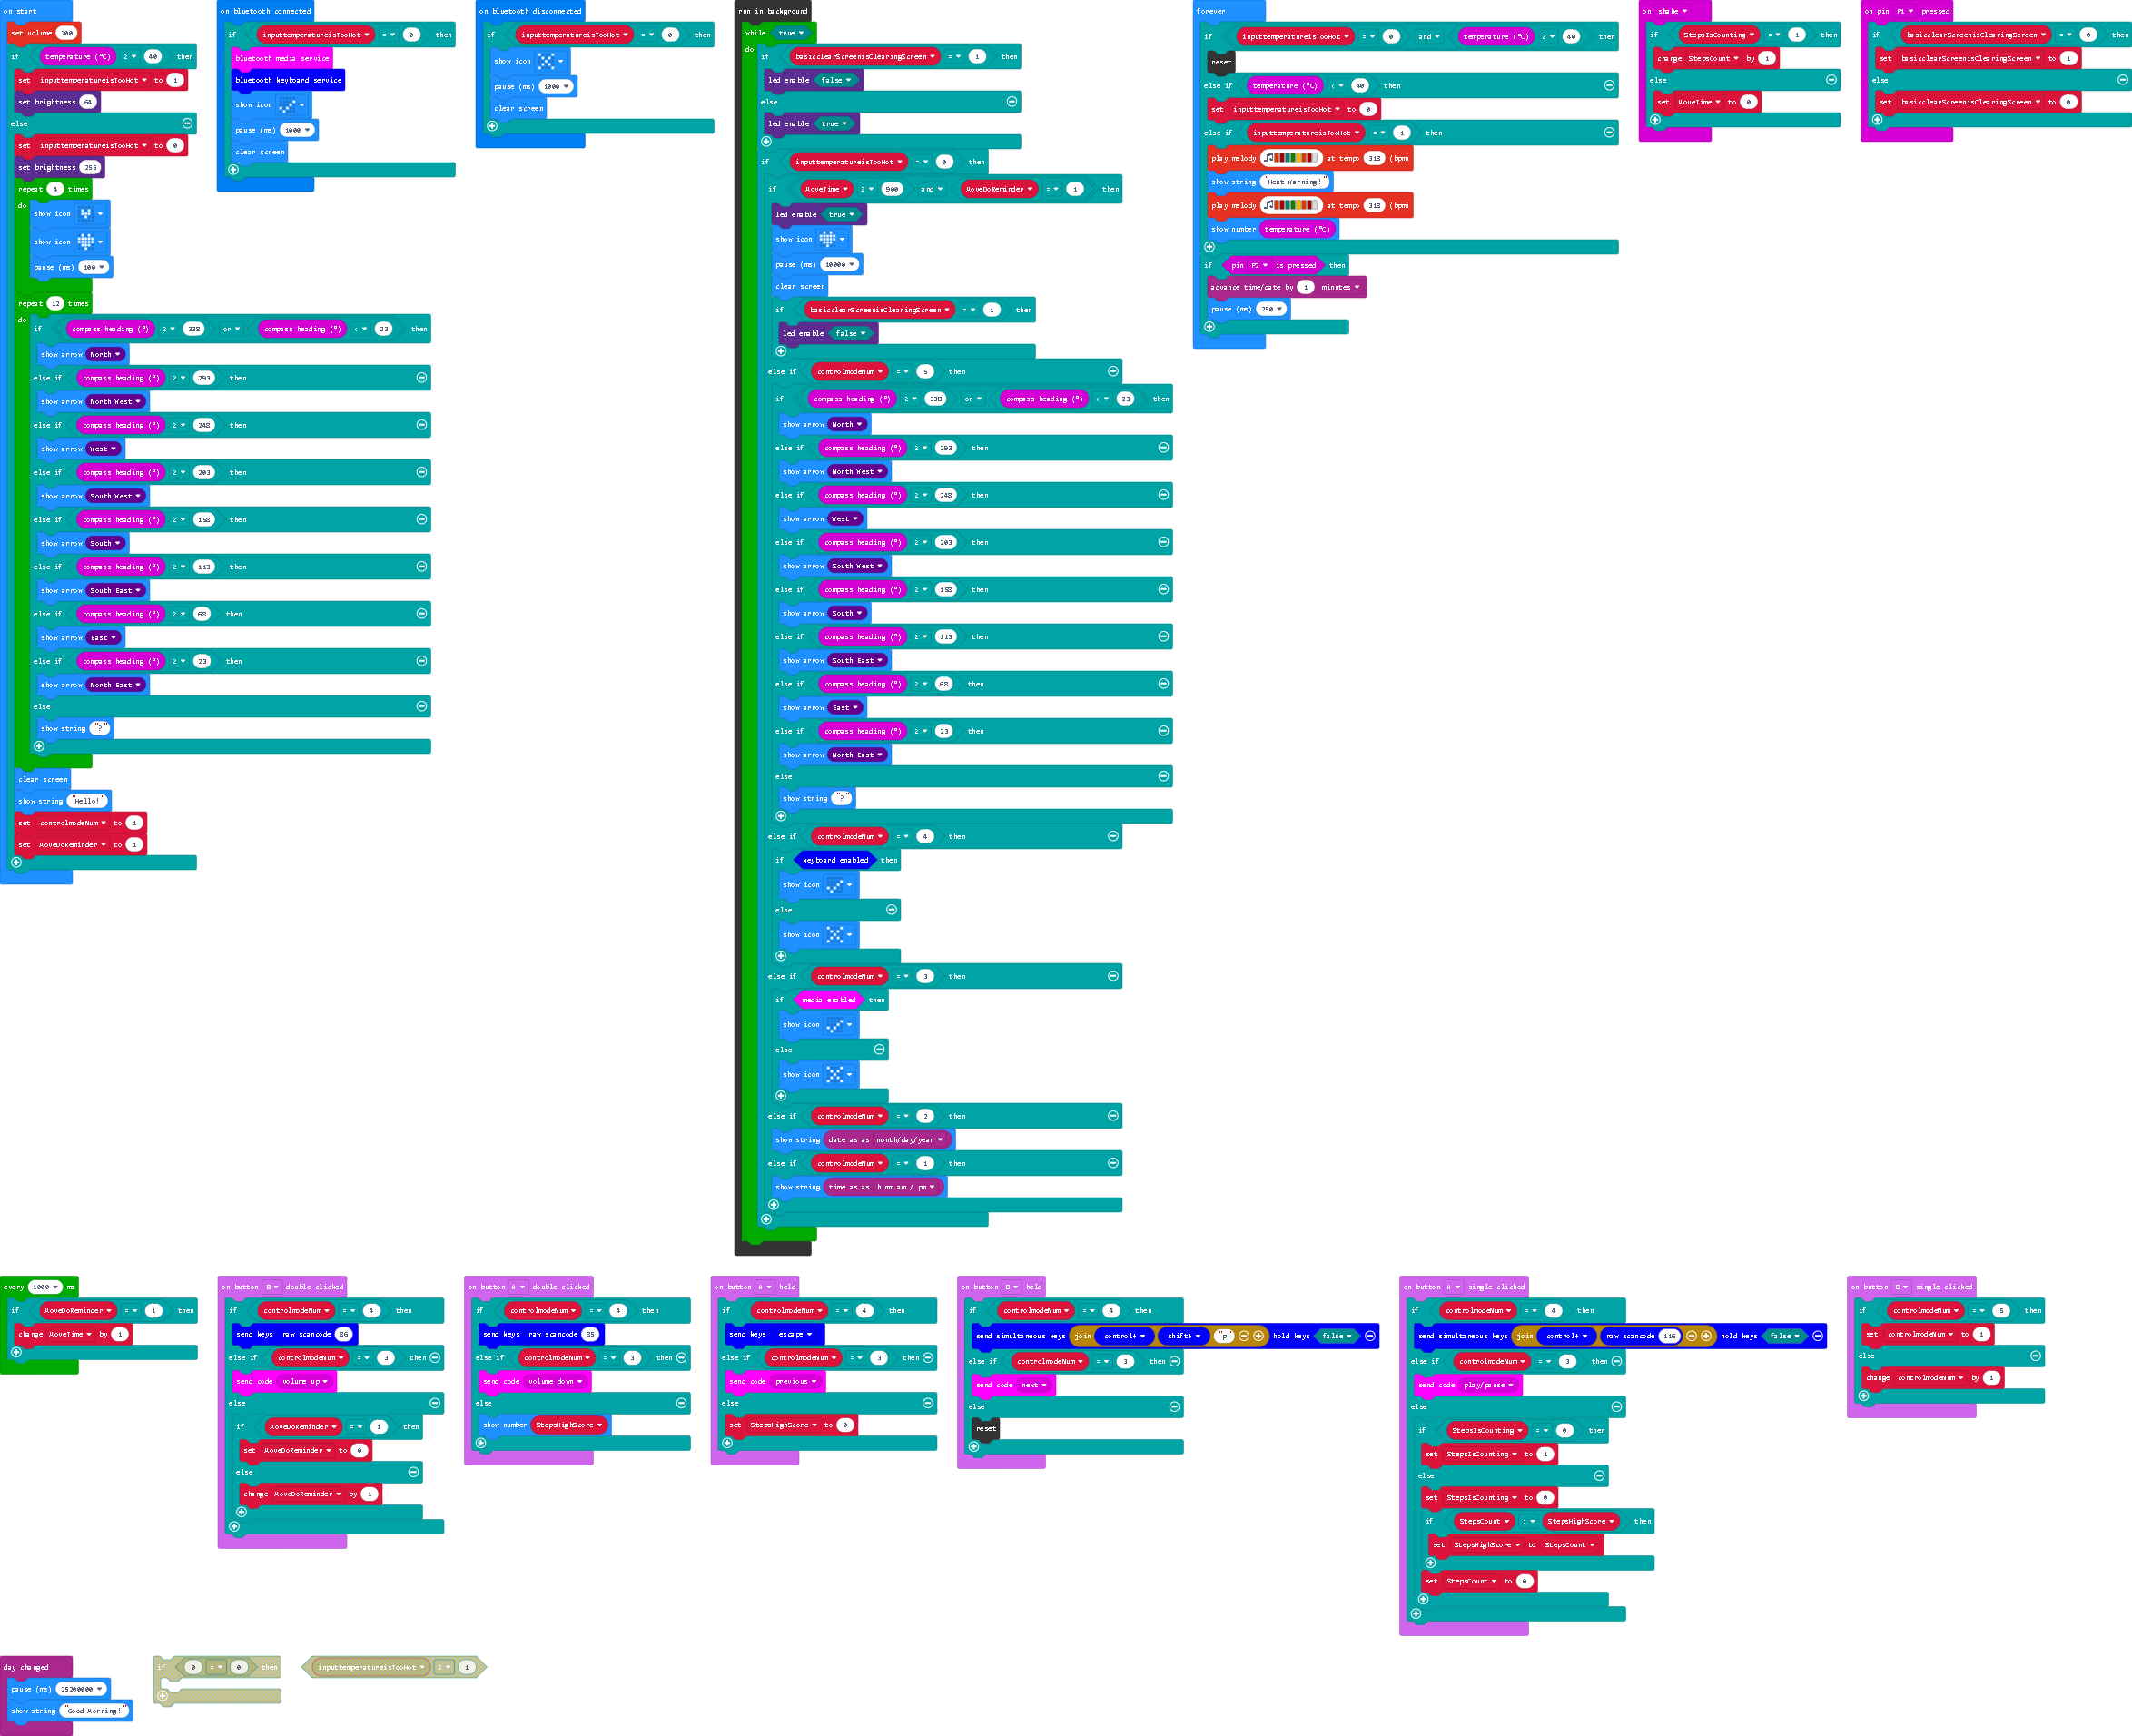 on start
set volume 200
if temperature (°C) ≥ 40 then
set inputtemperatureisTooHot to 1
set brightness 64
else
set inputtemperatureisTooHot to 0
set brightness 255
repeat 4 times
do show icon
show icon
pause (ms) 100
repeat 12 times
do if compass heading (°) ≥ 338 or compass heading (°) < 23 then
show arrow North
else if compass heading (°) ≥ 293 then
show arrow North West
else if compass heading (°) ≥ 248 then
show arrow West
else if compass heading (°) ≥ 203 then
show arrow South West
else if compass heading (°) ≥ 158 then
show arrow South
else if compass heading (°) ≥ 113 then
show arrow South East
else if compass heading (°) ≥ 68 then
show arrow East
else if compass heading (°) ≥ 23 then
show arrow North East
else
show string "?"
clear screen
show string "Hello!"
set controlmodeNum to 1
set MoveDoReminder to 1
on bluetooth connected
if inputtemperatureisTooHot = 0 then
bluetooth media service
bluetooth keyboard service
show icon
pause (ms) 1000
clear screen
on bluetooth disconnected
if inputtemperatureisTooHot = 0 then
show icon
pause (ms) 1000
clear screen
run in background
while true
do if basicclearScreenisClearingScreen = 1 then
led enable false
else
led enable true
if inputtemperatureisTooHot = 0 then
if MoveTime ≥ 900 and MoveDoReminder = 1 then
led enable true
show icon
pause (ms) 10000
clear screen
if basicclearScreenisClearingScreen = 1 then
led enable false
else if controlmodeNum = 5 then
if compass heading (°) ≥ 338 or compass heading (°) < 23 then
show arrow North
else if compass heading (°) ≥ 293 then
show arrow North West
else if compass heading (°) ≥ 248 then
show arrow West
else if compass heading (°) ≥ 203 then
show arrow South West
else if compass heading (°) ≥ 158 then
show arrow South
else if compass heading (°) ≥ 113 then
show arrow South East
else if compass heading (°) ≥ 68 then
show arrow East
else if compass heading (°) ≥ 23 then
show arrow North East
else
show string "?"
else if controlmodeNum = 4 then
if keyboard enabled then
show icon
else
show icon
else if controlmodeNum = 3 then
if media enabled then
show icon
else
show icon
else if controlmodeNum = 2 then
show string date as as month/day/year
else if controlmodeNum = 1 then
show string time as as h:mm am / pm
forever
if inputtemperatureisTooHot = 0 and temperature (°C) ≥ 40 then
reset
else if temperature (°C) < 40 then
set inputtemperatureisTooHot to 0
else if inputtemperatureisTooHot = 1 then
play melody at tempo 318 (bpm)
show string "Heat Warning!"
play melody at tempo 318 (bpm)
show number temperature (°C)
if pin P2 is pressed then
advance time/date by 1 minutes
pause (ms) 250
on shake
if StepsIsCounting = 1 then
change StepsCount by 1
else
set MoveTime to 0
on pin P1 pressed
if basicclearScreenisClearingScreen = 0 then
set basicclearScreenisClearingScreen to 1
else
set basicclearScreenisClearingScreen to 0
every 1000 ms
if MoveDoReminder = 1 then
change MoveTime by 1
on button B double clicked
if controlmodeNum = 4 then
send keys raw scancode 86
else if controlmodeNum = 3 then
send code volume up
else
if MoveDoReminder = 1 then
set MoveDoReminder to 0
else
change MoveDoReminder by 1
on button A double clicked
if controlmodeNum = 4 then
send keys raw scancode 85
else if controlmodeNum = 3 then
send code volume down
else
show number StepsHighScore
on button A held
if controlmodeNum = 4 then
send keys escape
else if controlmodeNum = 3 then
send code previous
else
set StepsHighScore to 0
on button B held
if controlmodeNum = 4 then
send simultaneous keys join control+ shift+ "p" hold keys false
else if controlmodeNum = 3 then
send code next
else
reset
on button A single clicked
if controlmodeNum = 4 then
send simultaneous keys join control+ raw scancode 116 hold keys false
else if controlmodeNum = 3 then
send code play/pause
else
if StepsIsCounting = 0 then
set StepsIsCounting to 1
else
set StepsIsCounting to 0
if StepsCount > StepsHighScore then
set StepsHighScore to StepsCount
set StepsCount to 0
on button B single clicked
if controlmodeNum = 5 then
set controlmodeNum to 1
else
change controlmodeNum by 1
day changed
pause (ms) 25200000
show string "Good Morning!"
if 0 = 0 then
inputtemperatureisTooHot ≥ 1